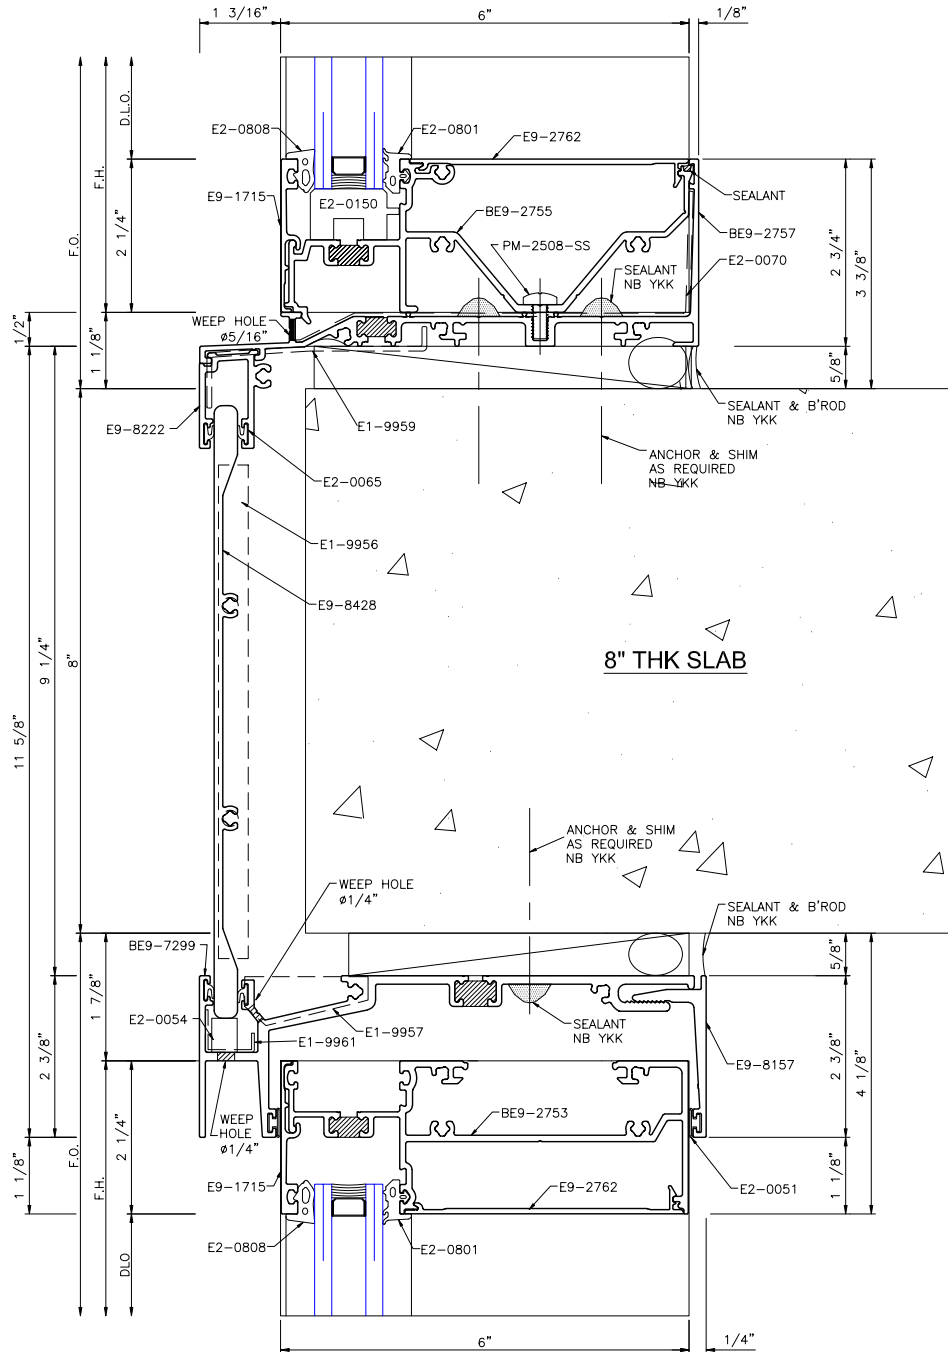 1 3/16"
6"
1/8"
D.L.O.
F.H.
F.O.
E2-0808
E2-0801
E9-2762
E9-1715
E2-0150
SEALANT
BE9-2755
BE9-2757
PM-2508-SS
E2-0070
SEALANT
NB YKK
2 1/4"
2 3/4"
3 3/8"
WEEP HOLE
ø5/16"
1/2"
1 1/8"
5/8"
SEALANT & B'ROD
NB YKK
E9-8222
E1-9959
ANCHOR & SHIM
AS REQUIRED
NB YKK
E2-0065
E1-9956
E9-8428
8" THK SLAB
9 1/4"
8"
11 5/8"
ANCHOR & SHIM
AS REQUIRED
NB YKK
WEEP HOLE
ø1/4"
SEALANT & B'ROD
NB YKK
BE9-7299
5/8"
1 7/8"
E2-0054
E1-9957
E1-9961
SEALANT
NB YKK
E9-8157
2 3/8"
2 3/8"
4 1/8"
WEEP
HOLE
ø1/4"
BE9-2753
2 1/4"
F.O.
F.H.
1 1/8"
1 1/8"
E9-1715
E9-2762
E2-0051
E2-0808
E2-0801
DLO
6"
1/4"